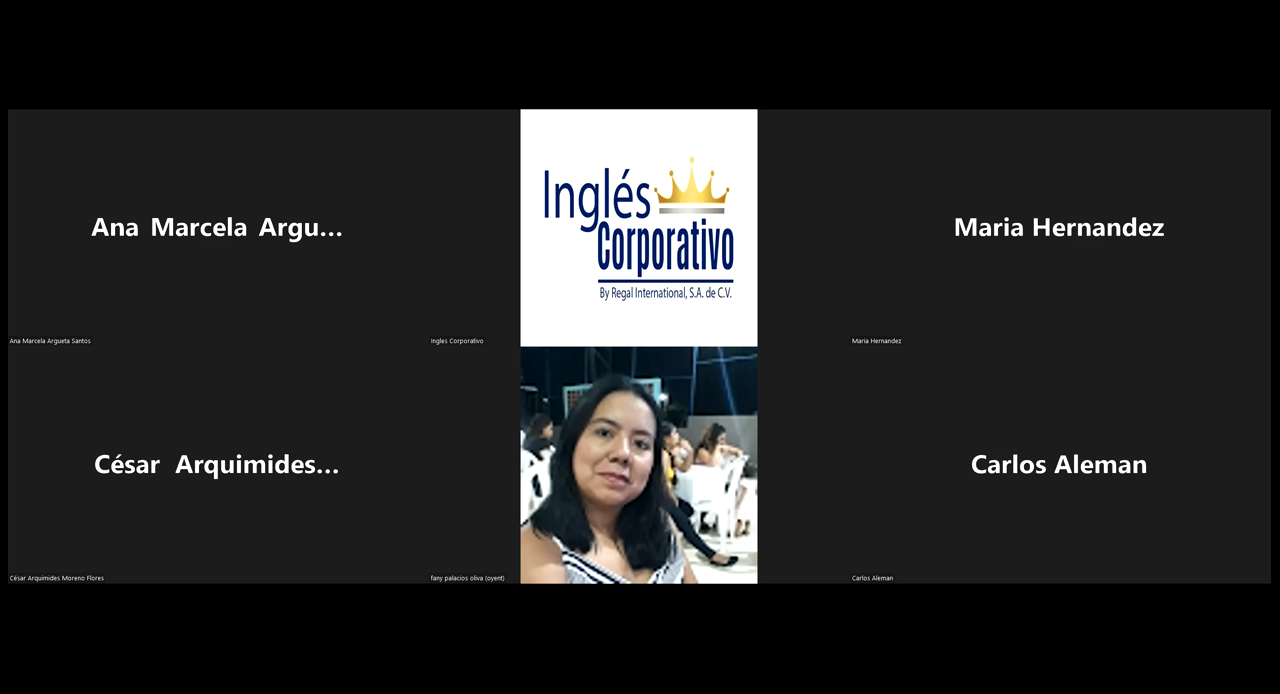 Ana Marcela Argu...
Ana Marcela Argueta Santos
Inglés
Corporativo
By Regal International, S.A. de C.V.
Ingles Corporativo
Maria Hernandez
Maria Hernandez
César Arquimides...
César Arquimides Moreno Flores
fany palacios oliva (oyent)
Carlos Aleman
Carlos Aleman